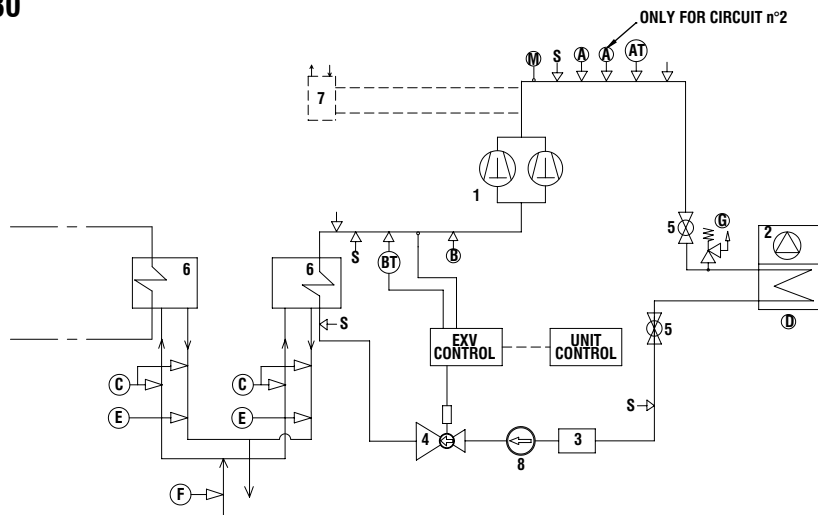 30
ONLY FOR CIRCUIT n°2
M S A A AT
7
1
5 G 2
6 6
S BT B
D
S
EXV CONTROL
UNIT CONTROL
5
C C
E E
S
4 8 3
F